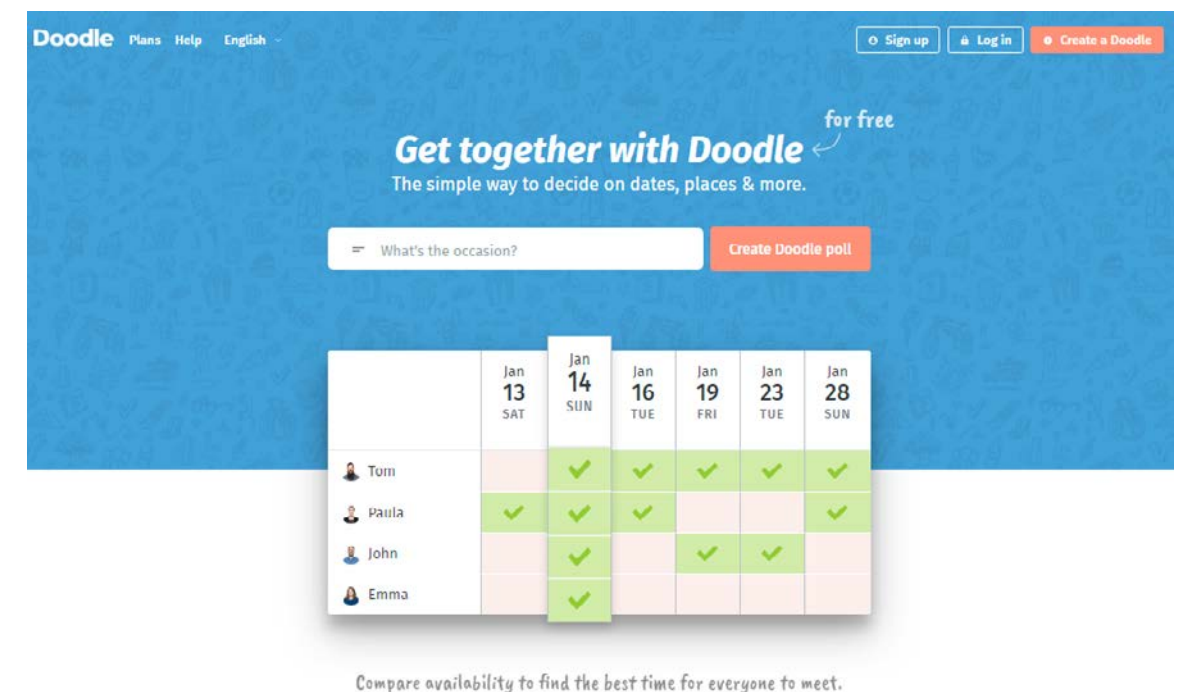 Doodle Plans Help English
Sign up Log in Create a Doodle
for free
Get together with Doodle
The simple way to decide on dates, places & more.
What's the occasion?
Create Doodle poll
Jan Jan Jan Jan Jan Jan
13 14 16 19 23 28
SAT SUN TUE FRI TUE SUN
Tom
Paula
John
Emma
Compare availability to find the best time for everyone to meet.